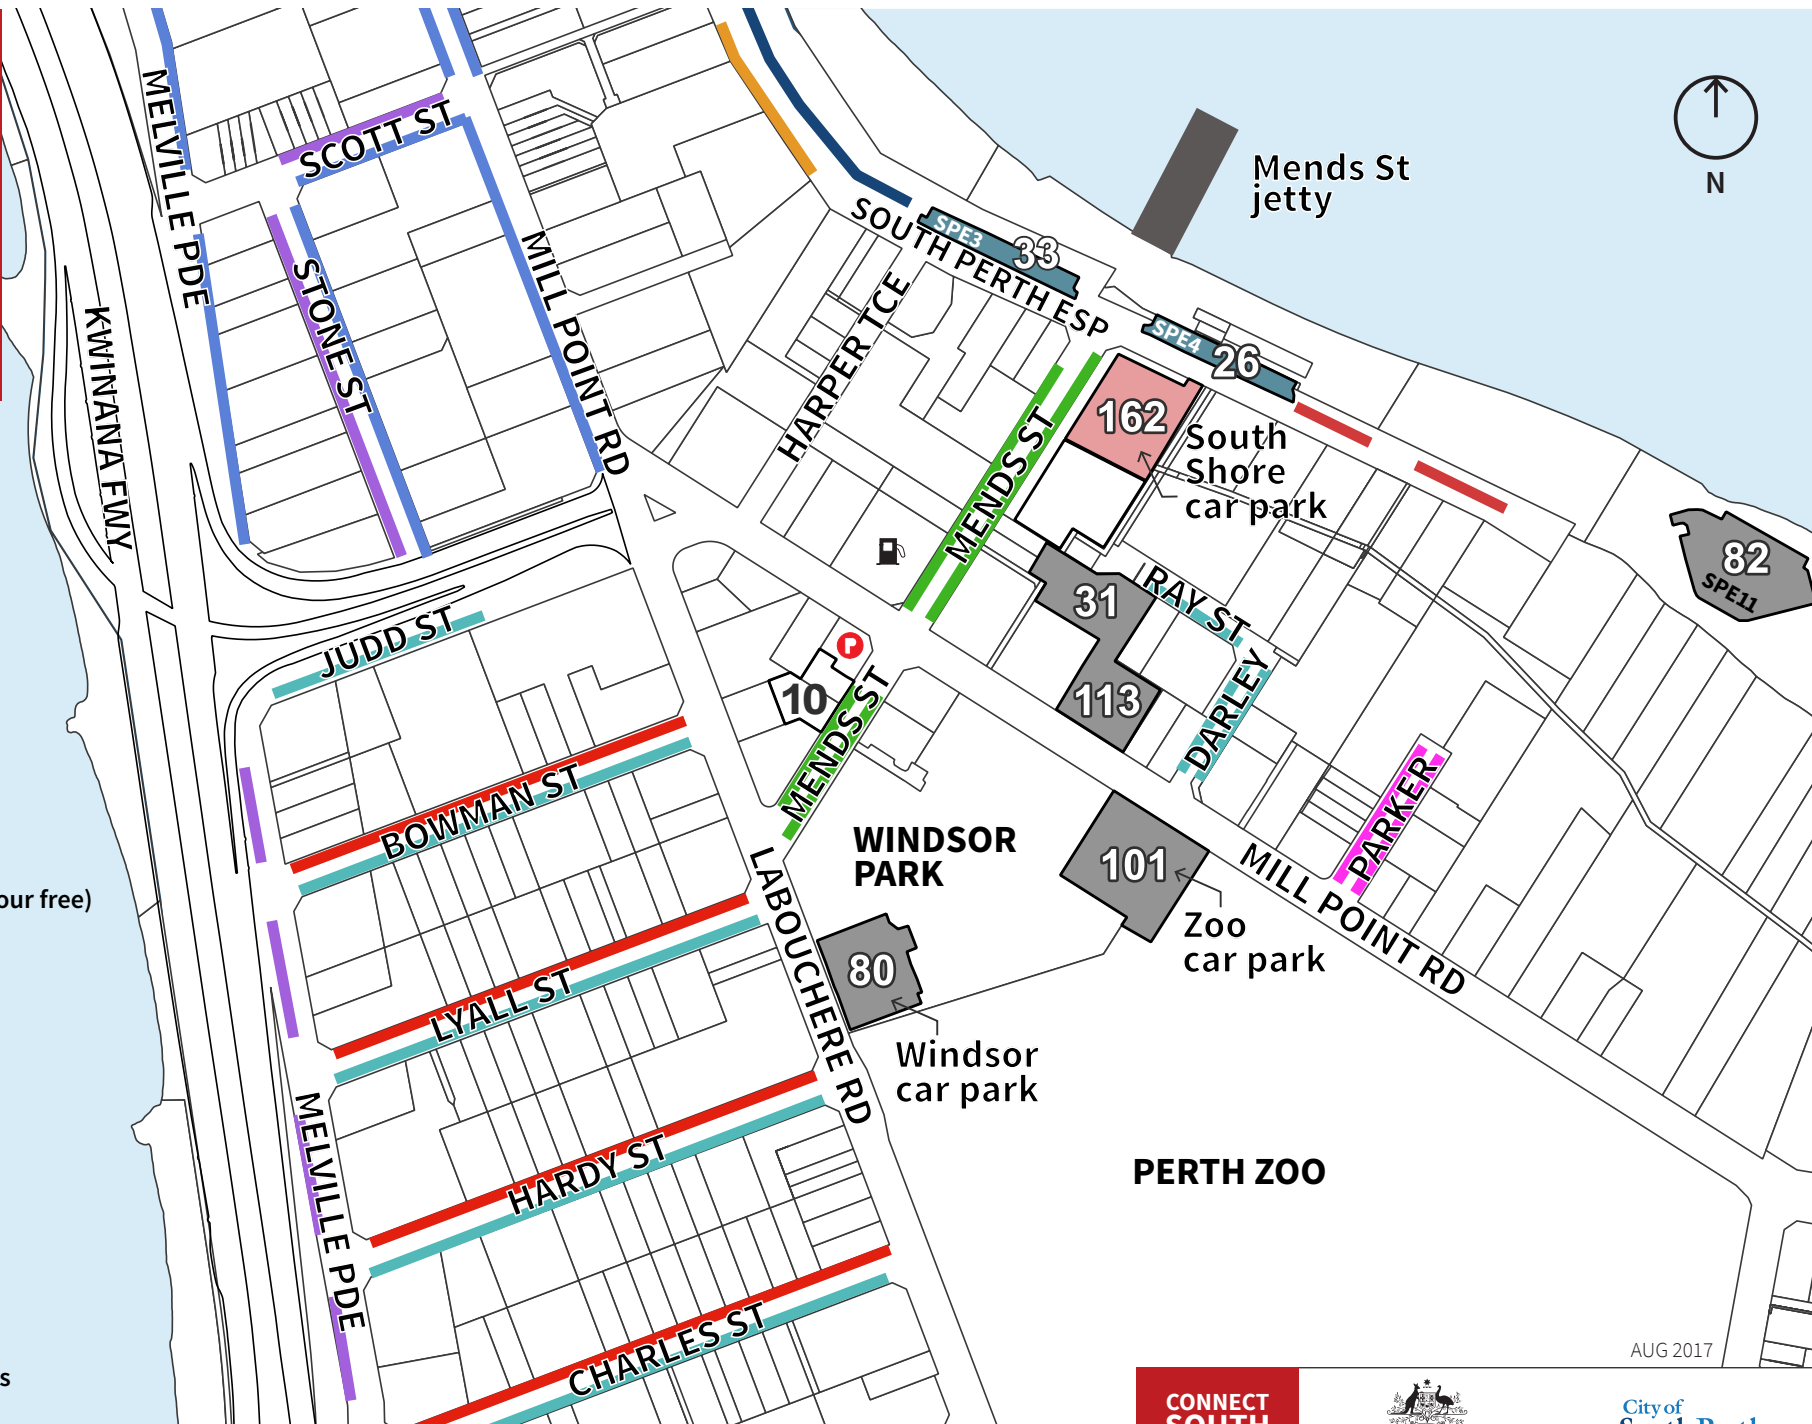 MELVILLE PDE
SCOTT ST
STONE ST
MILL POINT RD
KWINANA FWY
SOUTH PERTH ESP
SPE3
33
HARPER TCE
Mends St
jetty
N
SPE4
26
162
South
Shore
car park
MENDS ST
82
SPE11
31
RAY ST
113
DARLEY
JUDD ST
P
10
MENDS ST
BOWMAN ST
WINDSOR
PARK
101
Zoo
car park
PARKER
MILL POINT RD
our free)
LYALL ST
LABOUCHERE RD
80
Windsor
car park
MELVILLE PDE
HARDY ST
PERTH ZOO
CHARLES ST
s
AUG 2017
CONNECT
SOUTH
City of
South Perth